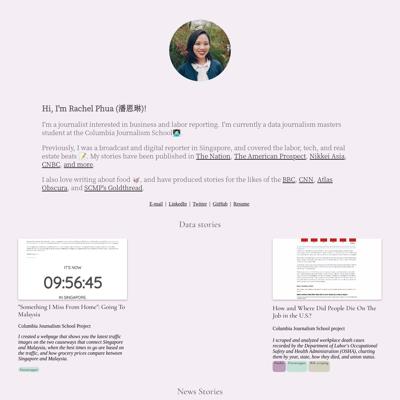 Hi, I'm Rachel Phua (潘恩琳)!
I'm a journalist interested in business and labor reporting. I'm currently a data journalism masters
student at the Columbia Journalism School
Previously, I was a broadcast and digital reporter in Singapore, and covered the labor, tech, and real
estate beats 📝. My stories have been published in The Nation, The American Prospect, Nikkei Asia,
CNBC, and more.
I also love writing about food 🥡, and have produced stories for the likes of the BBC, CNN, Atlas
Obscura, and SCMP's Goldthread.
E-mail | LinkedIn | Twitter | GitHub | Resume
Data stories
IT'S NOW
09:56:45
IN SINGAPORE
"Something I Miss From Home": Going To
Malaysia
Columbia Journalism School Project
I created a webpage that shows you the latest traffic
images on the two causeways that connect Singapore
and Malaysia, when the best times to go are based on
the traffic, and how grocery prices compare between
Singapore and Malaysia.
How and Where Did People Die On The
Job in the U.S.?
Columbia Journalism School project
I scraped and analyzed workplace death cases
recorded by the Department of Labor's Occupational
Safety and Health Administration (OSHA), charting
them by year, state, how they died, and union status.
News Stories